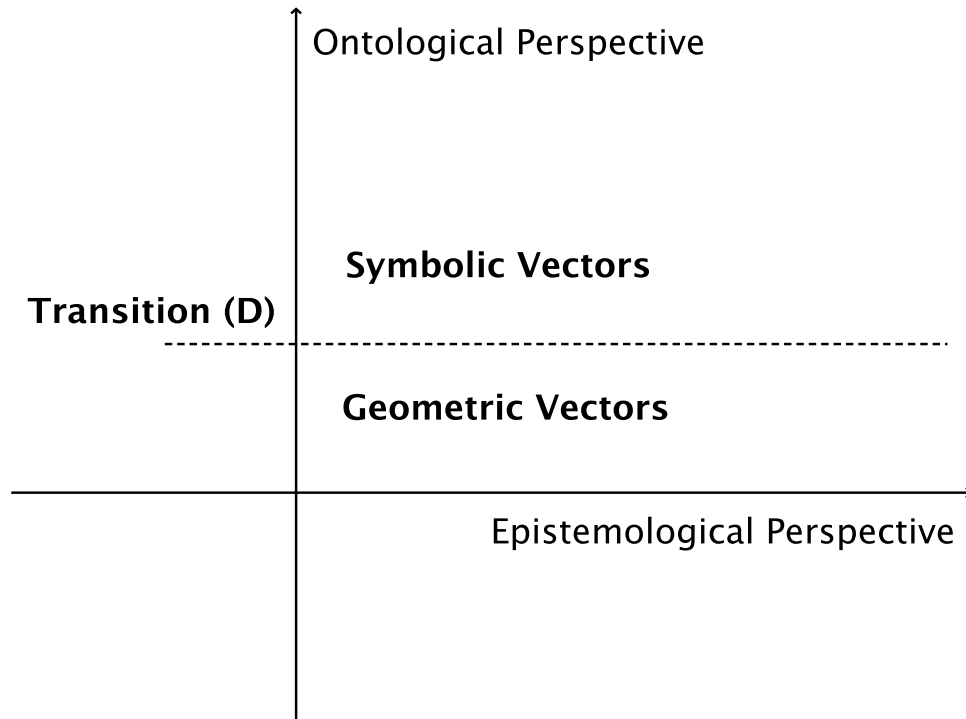 Ontological Perspective
Symbolic Vectors
Transition (D)
Geometric Vectors
Epistemological Perspective